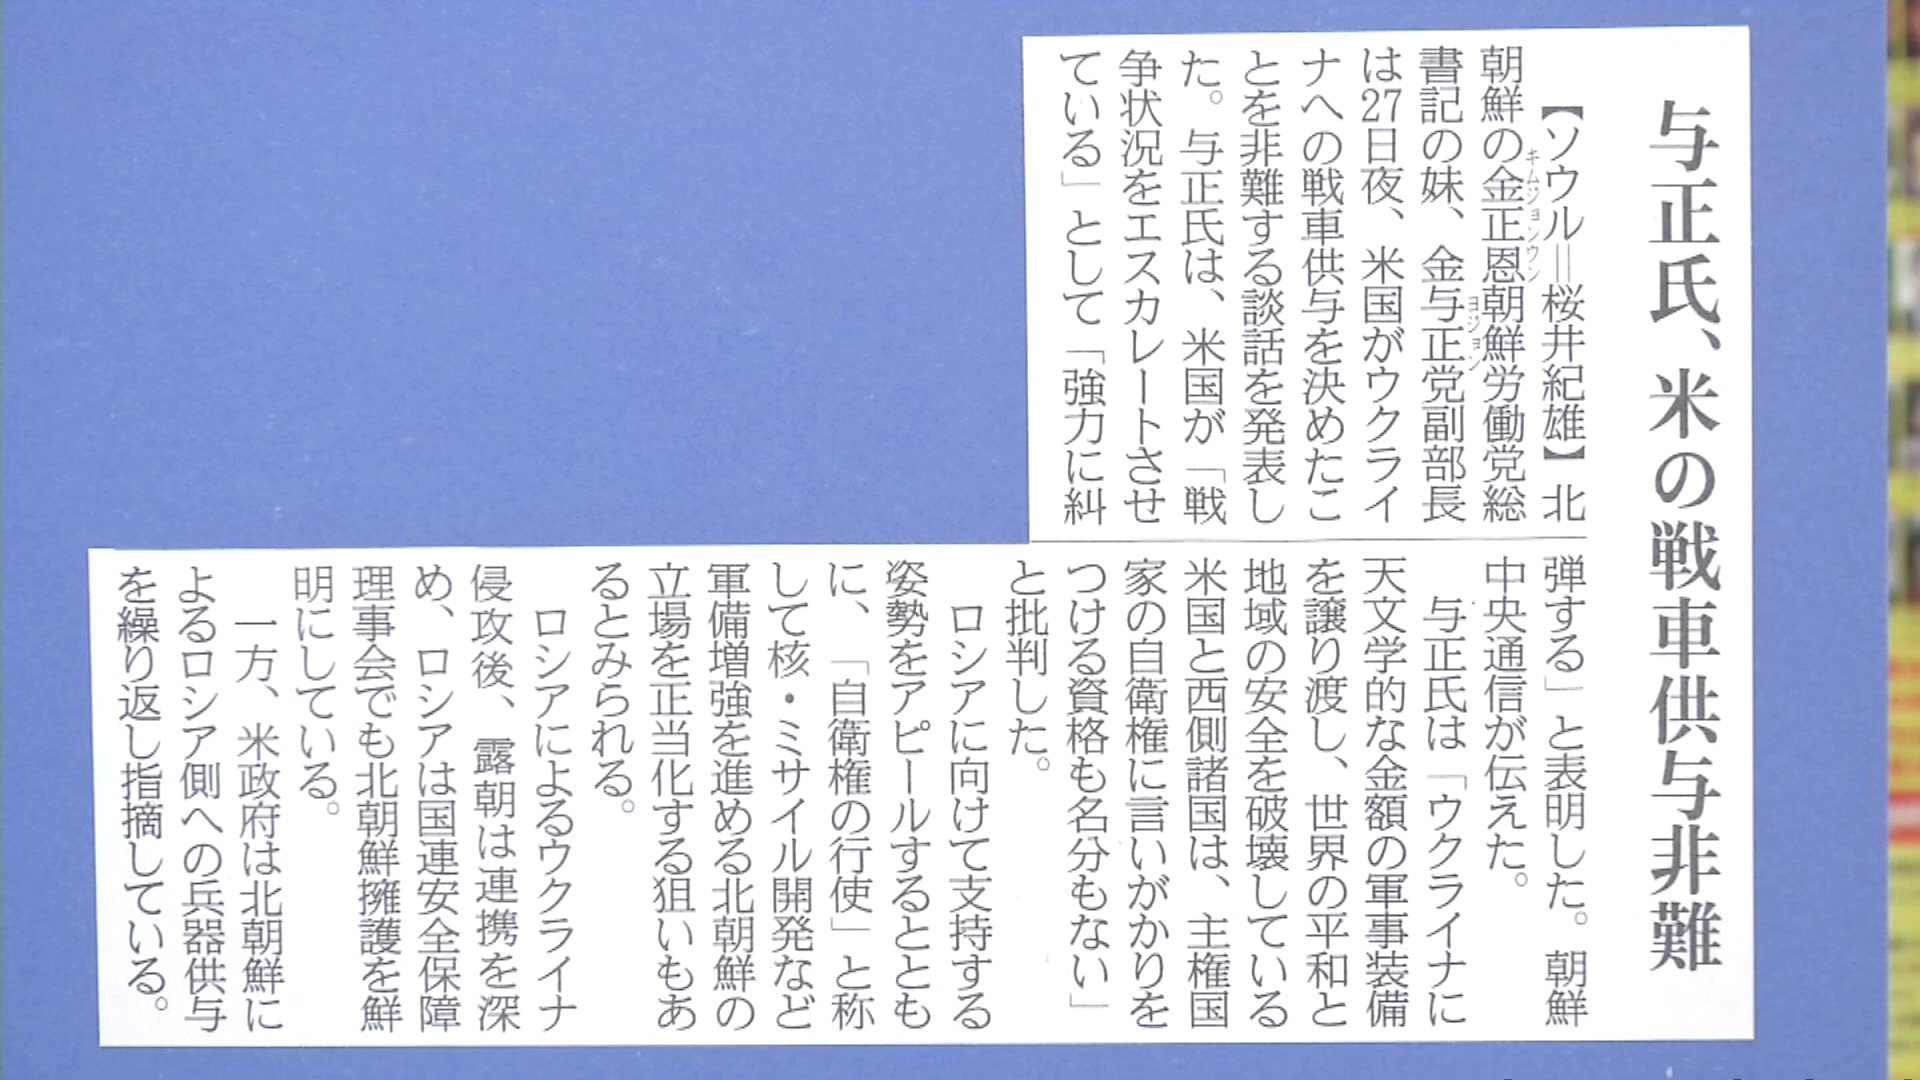 与正氏、米の戦車供与非難
【ソウル＝桜井紀雄】北
朝鮮の金正恩朝鮮労働党総
キムジョンウン
書記の妹、金与正党副部長
ヨジョン
は27日夜、米国がウクライ
ナへの戦車供与を決めたこ
とを非難する談話を発表し
た。与正氏は、米国が「戦
争状況をエスカレートさせ
ている」として「強力に糾
弾する」と表明した。朝鮮
中央通信が伝えた。
与正氏は「ウクライナに
天文学的な金額の軍事装備
を譲り渡し、世界の平和と
地域の安全を破壊している
米国と西側諸国は、主権国
家の自衛権に言いがかりを
つける資格も名分もない」
と批判した。
ロシアに向けて支持する
姿勢をアピールするととも
に、「自衛権の行使」と称
して核・ミサイル開発など
軍備増強を進める北朝鮮の
立場を正当化する狙いもあ
るとみられる。
ロシアによるウクライナ
侵攻後、露朝は連携を深
め、ロシアは国連安全保障
理事会でも北朝鮮擁護を鮮
明にしている。
一方、米政府は北朝鮮に
よるロシア側への兵器供与
を繰り返し指摘している。